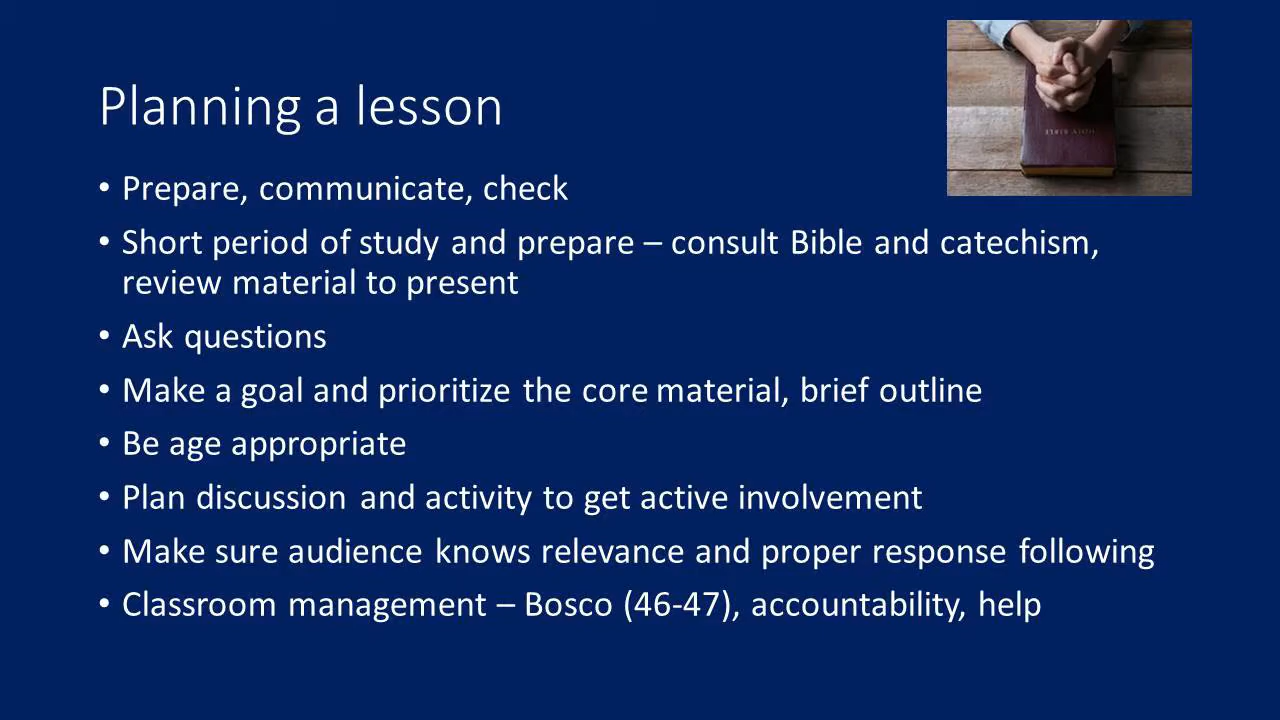 Planning a lesson
• Prepare, communicate, check
• Short period of study and prepare – consult Bible and catechism,
review material to present
• Ask questions
• Make a goal and prioritize the core material, brief outline
• Be age appropriate
• Plan discussion and activity to get active involvement
• Make sure audience knows relevance and proper response following
• Classroom management – Bosco (46-47), accountability, help
HOLY BIBLE